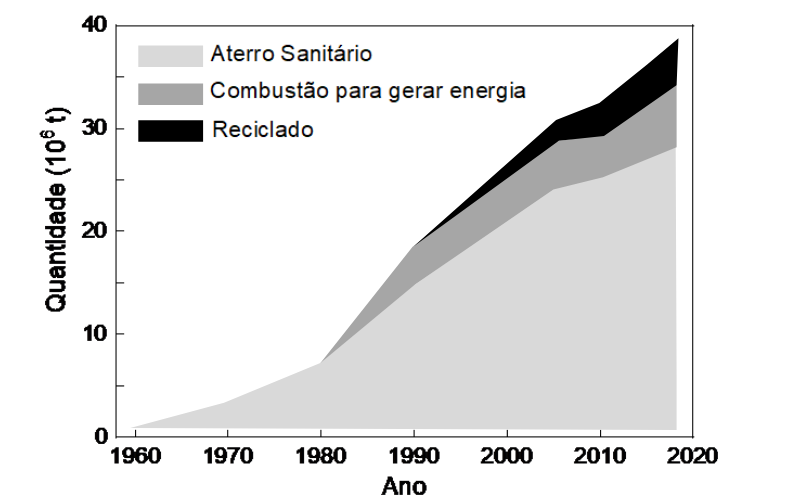 40
Aterro Sanitário
Combustão para gerar energia
30
Reciclado
Quantidade (10⁶ t)
20
10
0
1960 1970 1980 1990 2000 2010 2020
Ano